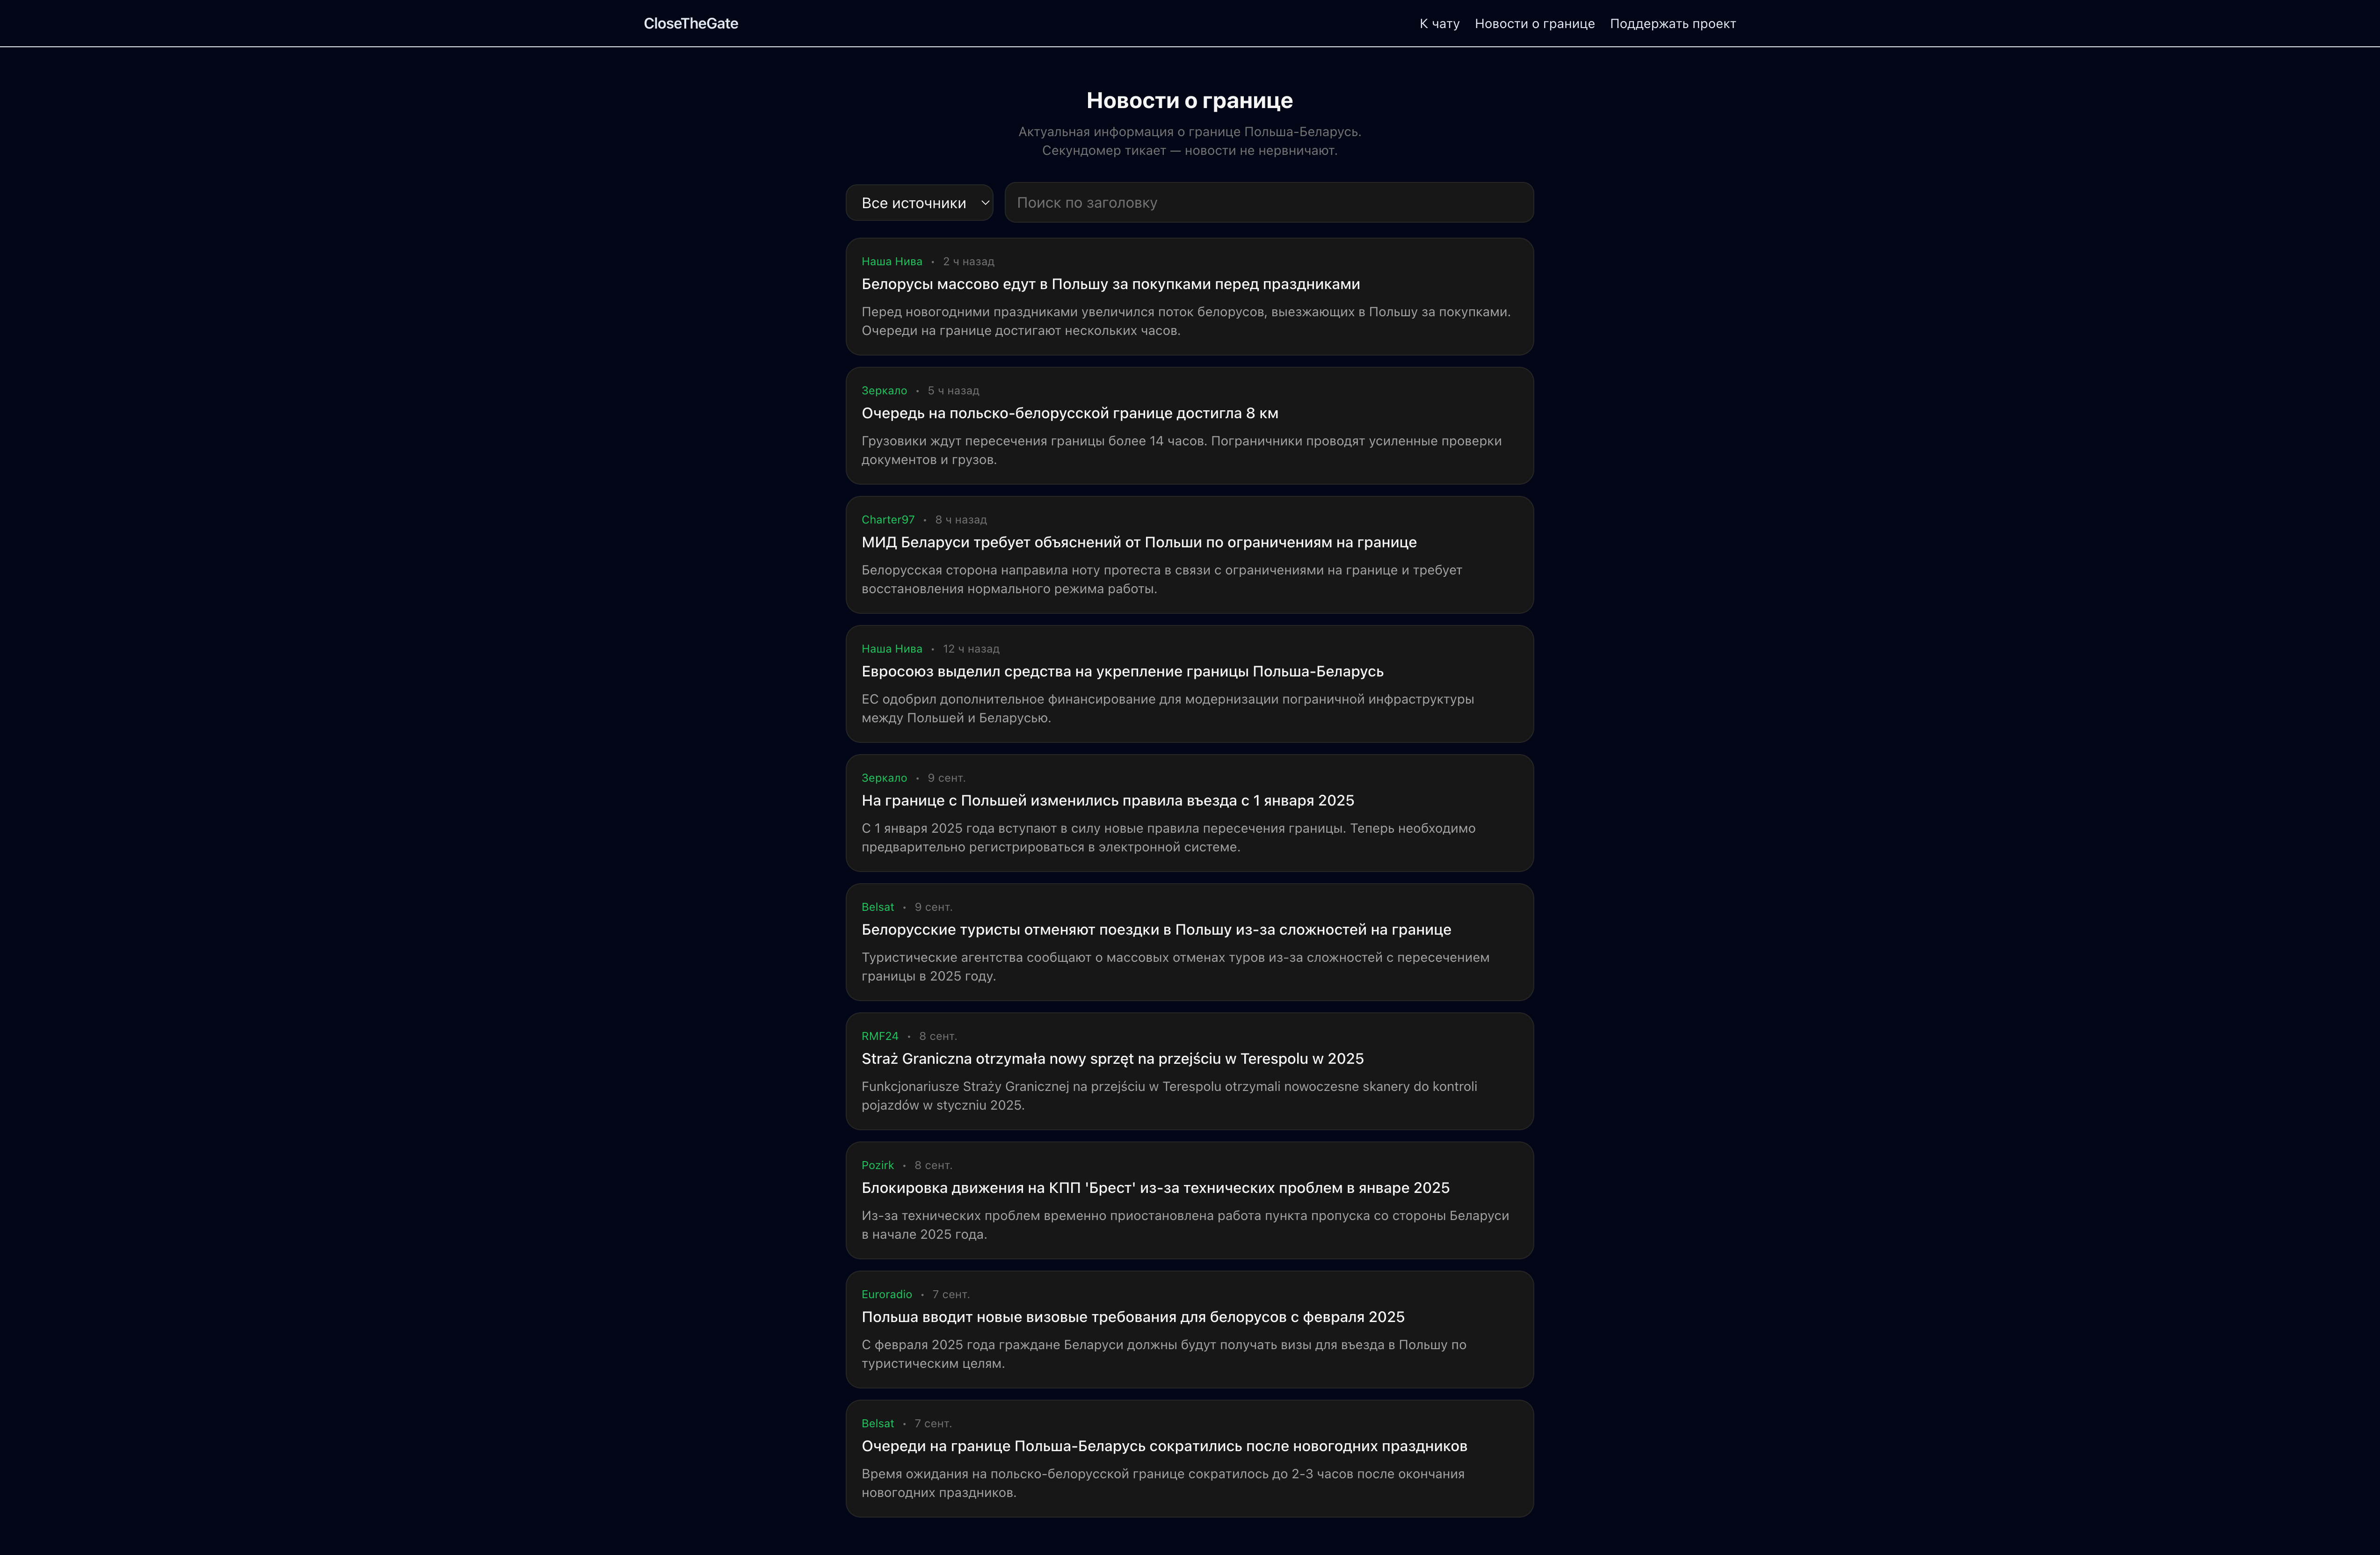 CloseTheGate
К чату Новости о границе Поддержать проект
Новости о границе
Актуальная информация о границе Польша-Беларусь.
Секундомер тикает — новости не нервничают.
Все источники
Поиск по заголовку
Наша Нива • 2 ч назад
Белорусы массово едут в Польшу за покупками перед праздниками
Перед новогодними праздниками увеличился поток белорусов, выезжающих в Польшу за покупками.
Очереди на границе достигают нескольких часов.
Зеркало • 5 ч назад
Очередь на польско-белорусской границе достигла 8 км
Грузовики ждут пересечения границы более 14 часов. Пограничники проводят усиленные проверки
документов и грузов.
Charter97 • 8 ч назад
МИД Беларуси требует объяснений от Польши по ограничениям на границе
Белорусская сторона направила ноту протеста в связи с ограничениями на границе и требует
восстановления нормального режима работы.
Наша Нива • 12 ч назад
Евросоюз выделил средства на укрепление границы Польша-Беларусь
ЕС одобрил дополнительное финансирование для модернизации пограничной инфраструктуры
между Польшей и Беларусью.
Зеркало • 9 сент.
На границе с Польшей изменились правила въезда с 1 января 2025
С 1 января 2025 года вступают в силу новые правила пересечения границы. Теперь необходимо
предварительно регистрироваться в электронной системе.
Belsat • 9 сент.
Белорусские туристы отменяют поездки в Польшу из-за сложностей на границе
Туристические агентства сообщают о массовых отменах туров из-за сложностей с пересечением
границы в 2025 году.
RMF24 • 8 сент.
Straż Graniczna otrzymała nowy sprzęt na przejściu w Terespolu w 2025
Funkcjonariusze Straży Granicznej na przejściu w Terespolu otrzymali nowoczesne skanery do kontroli
pojazdów w styczniu 2025.
Pozirk • 8 сент.
Блокировка движения на КПП 'Брест' из-за технических проблем в январе 2025
Из-за технических проблем временно приостановлена работа пункта пропуска со стороны Беларуси
в начале 2025 года.
Euroradio • 7 сент.
Польша вводит новые визовые требования для белорусов с февраля 2025
С февраля 2025 года граждане Беларуси должны будут получать визы для въезда в Польшу по
туристическим целям.
Belsat • 7 сент.
Очереди на границе Польша-Беларусь сократились после новогодних праздников
Время ожидания на польско-белорусской границе сократилось до 2-3 часов после окончания
новогодних праздников.